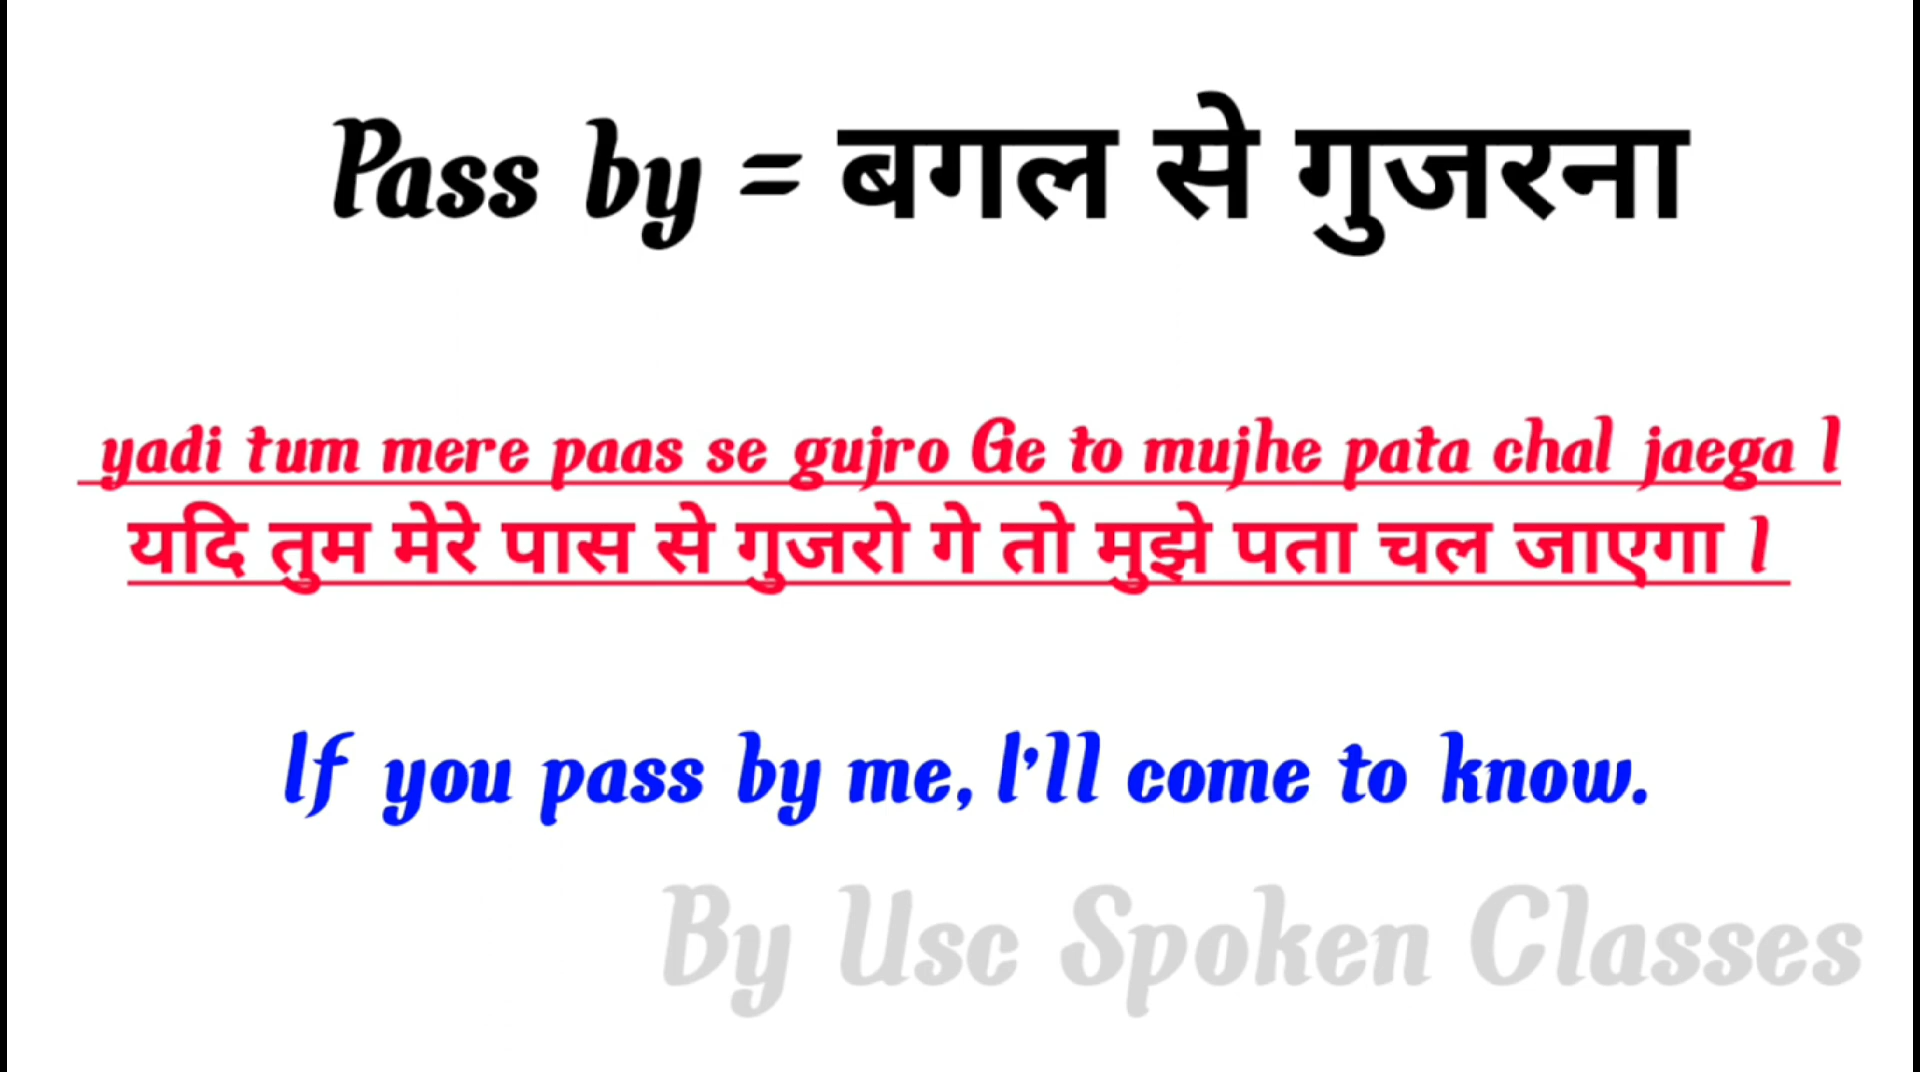 Pass by = बगल से गुजरना
yadi tum mere paas se gujro Ge to mujhe pata chal jaega l
यदि तुम मेरे पास से गुजरो गे तो मुझे पता चल जाएगा l
If you pass by me, I'll come to know.
By Usc Spoken Classes